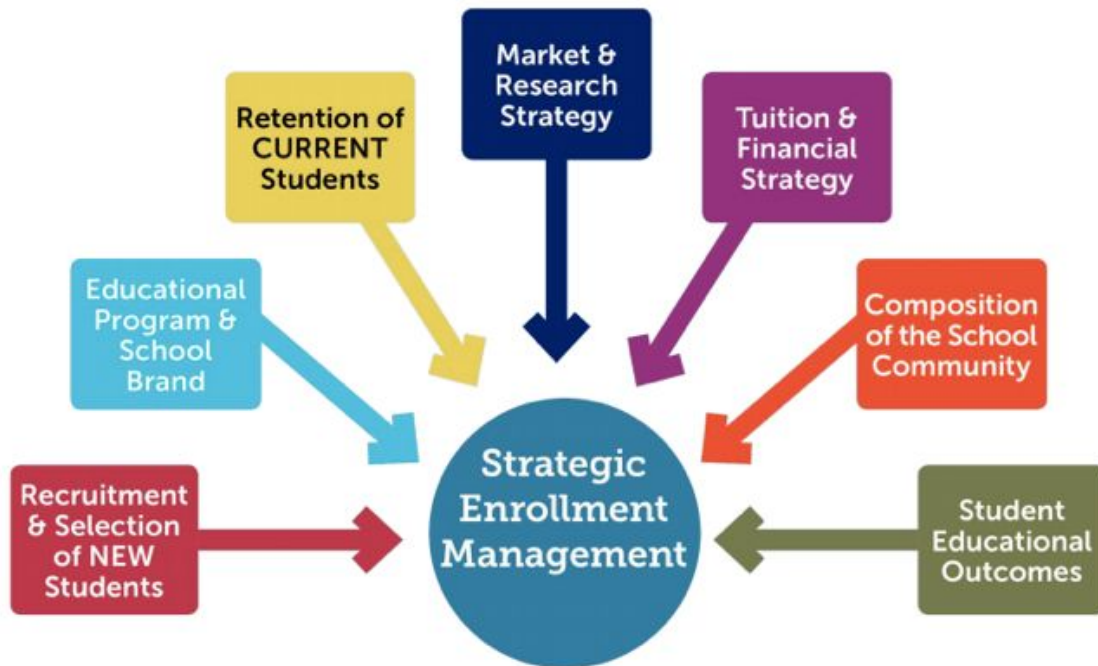 Market &
Research
Strategy
Retention of
CURRENT
Students
Tuition &
Financial
Strategy
Educational
Program &
School
Brand
Composition
of the School
Community
Recruitment
& Selection
of NEW
Students
Strategic
Enrollment
Management
Student
Educational
Outcomes